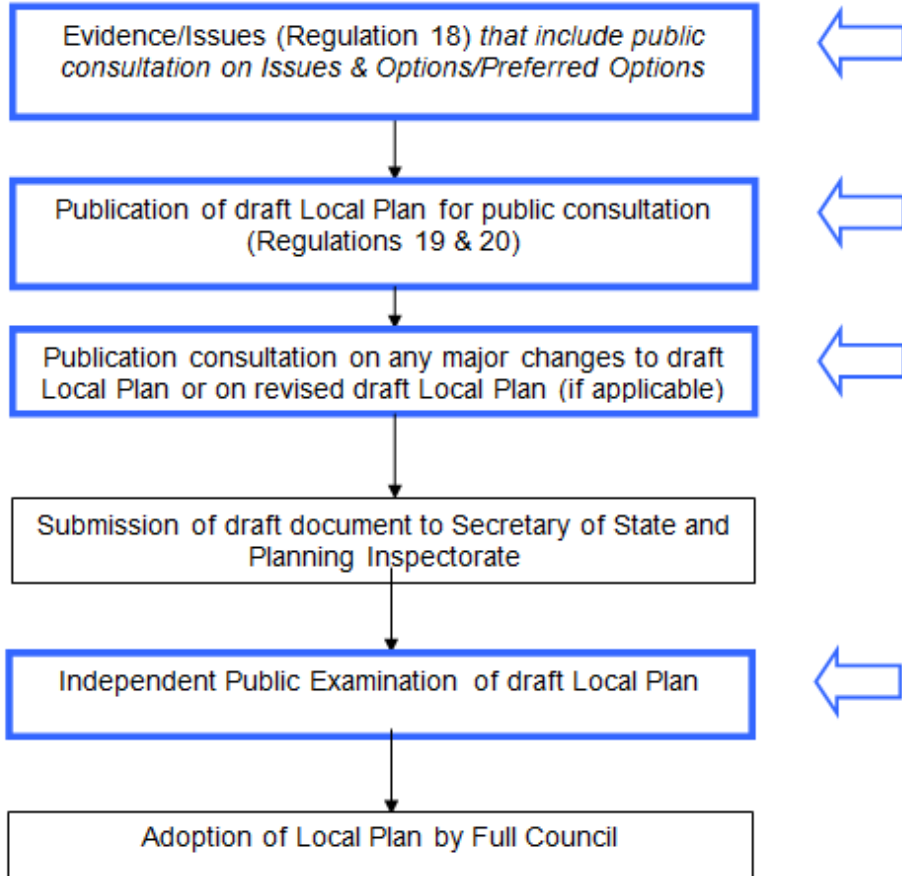 Evidence/Issues (Regulation 18) that include public
consultation on Issues & Options/Preferred Options
Publication of draft Local Plan for public consultation
(Regulations 19 & 20)
Publication consultation on any major changes to draft
Local Plan or on revised draft Local Plan (if applicable)
Submission of draft document to Secretary of State and
Planning Inspectorate
Independent Public Examination of draft Local Plan
Adoption of Local Plan by Full Council